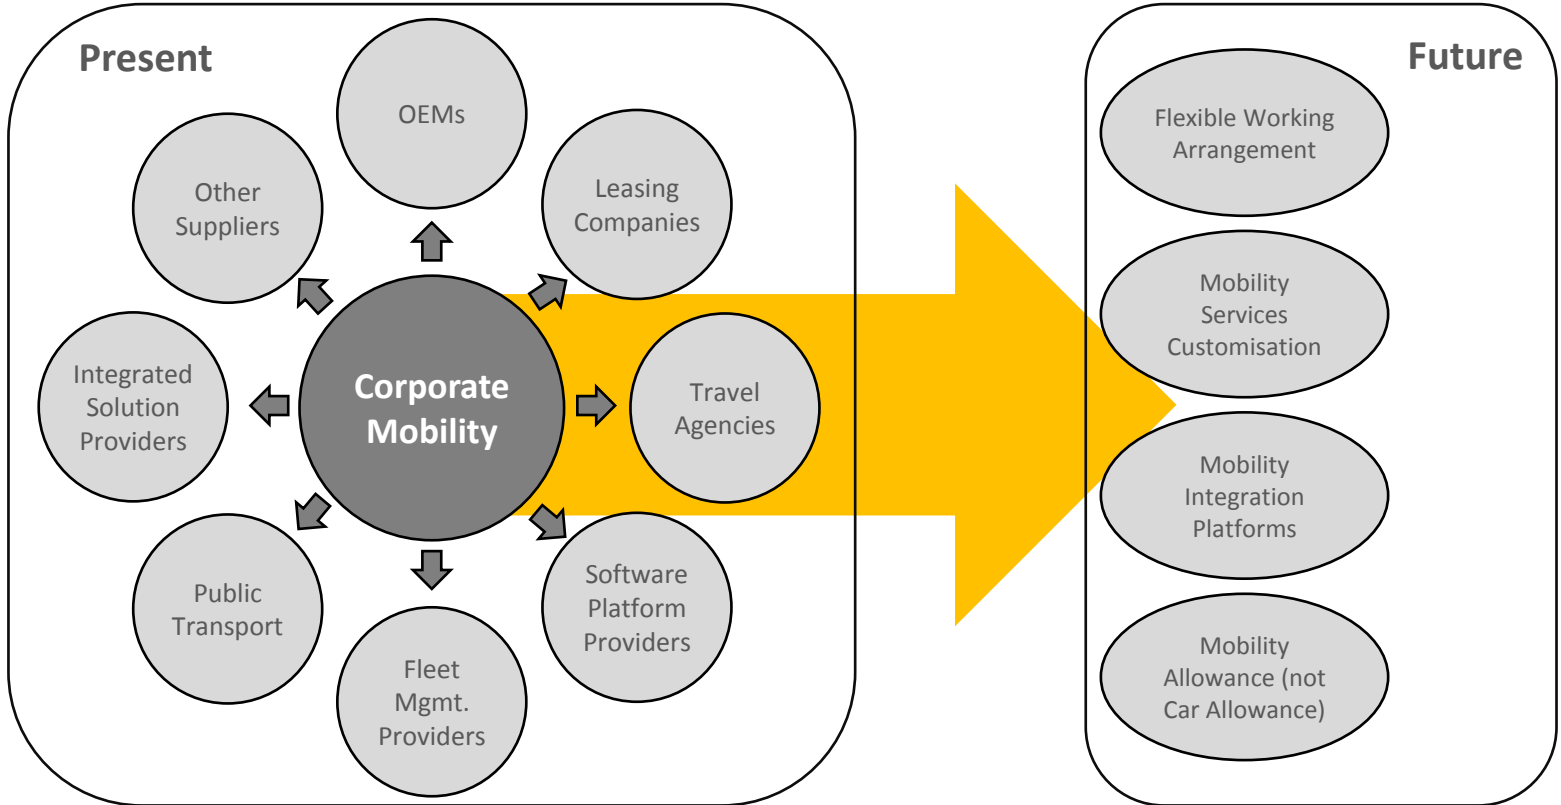 Present
OEMs
Leasing
Companies
Travel
Agencies
Software
Platform
Providers
Fleet
Mgmt.
Providers
Public
Transport
Integrated
Solution
Providers
Other
Suppliers
Corporate
Mobility
Future
Flexible Working
Arrangement
Mobility
Services
Customisation
Mobility
Integration
Platforms
Mobility
Allowance (not
Car Allowance)